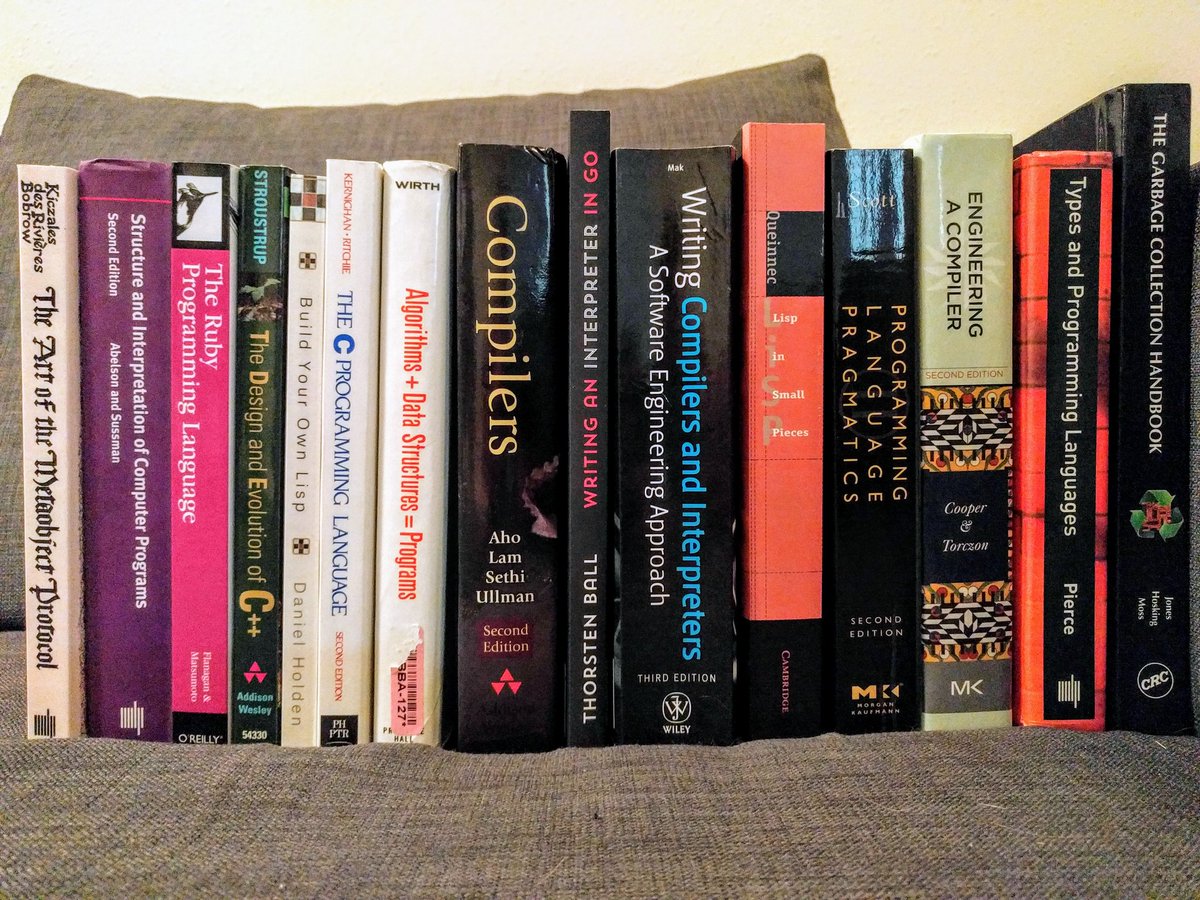 Kiczales
des Rivières
Bobrow
The Art of the Metaobject Protocol
Structure and Interpretation of Computer Programs
Second Edition
Abelson and Sussman
The Ruby
Programming Language
Flanagan &
Matsumoto
O'REILLY
STROUSTRUP
The Design and Evolution of C++
Addison
Wesley
54330
Build Your Own Lisp
Daniel Holden
KERNIGHAN · RITCHIE
THE C PROGRAMMING LANGUAGE
SECOND EDITION
PH
PTR
WIRTH
Algorithms + Data Structures = Programs
SBA-127
HALL
Compilers
Aho
Lam
Sethi
Ullman
Second
Edition
WRITING AN INTERPRETER IN GO
THORSTEN BALL
Mak
Writing Compilers and Interpreters
A Software Engineering Approach
THIRD EDITION
WILEY
Queinnec
Lisp
in
Small
Pieces
CAMBRIDGE
Scott
PROGRAMMING
LANGUAGE
PRAGMATICS
SECOND
EDITION
MK
MORGAN
KAUFMANN
ENGINEERING
A COMPILER
SECOND EDITION
Cooper
&
Torczon
MK
Types and Programming Languages
Pierce
THE GARBAGE COLLECTION HANDBOOK
Jones
Hosking
Moss
CRC